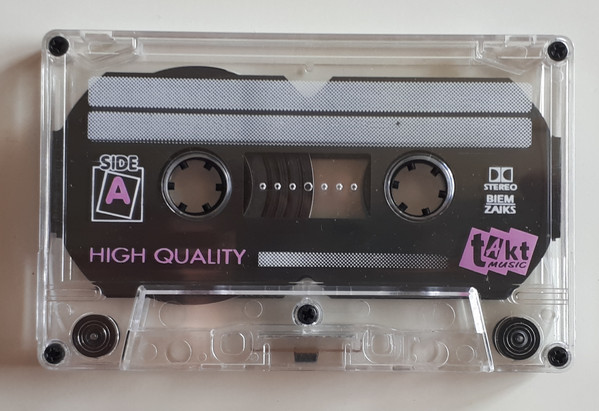 SIDE
A
STEREO
BIEM
ZAIKS
HIGH QUALITY
tAkt
MUSIC